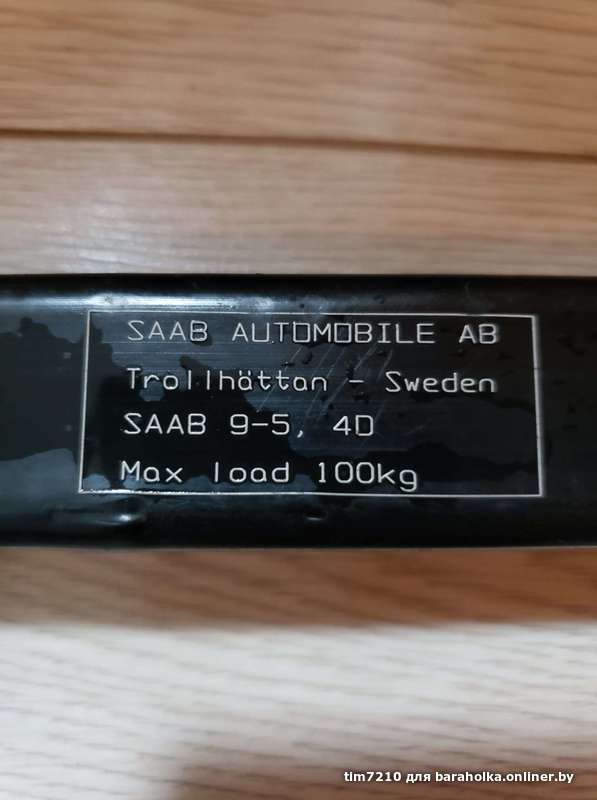 SAAB AUTOMOBILE AB
Trollhättan - Sweden
SAAB 9-5, 4D
Max load 100kg
tim7210 для baraholka.onliner.by